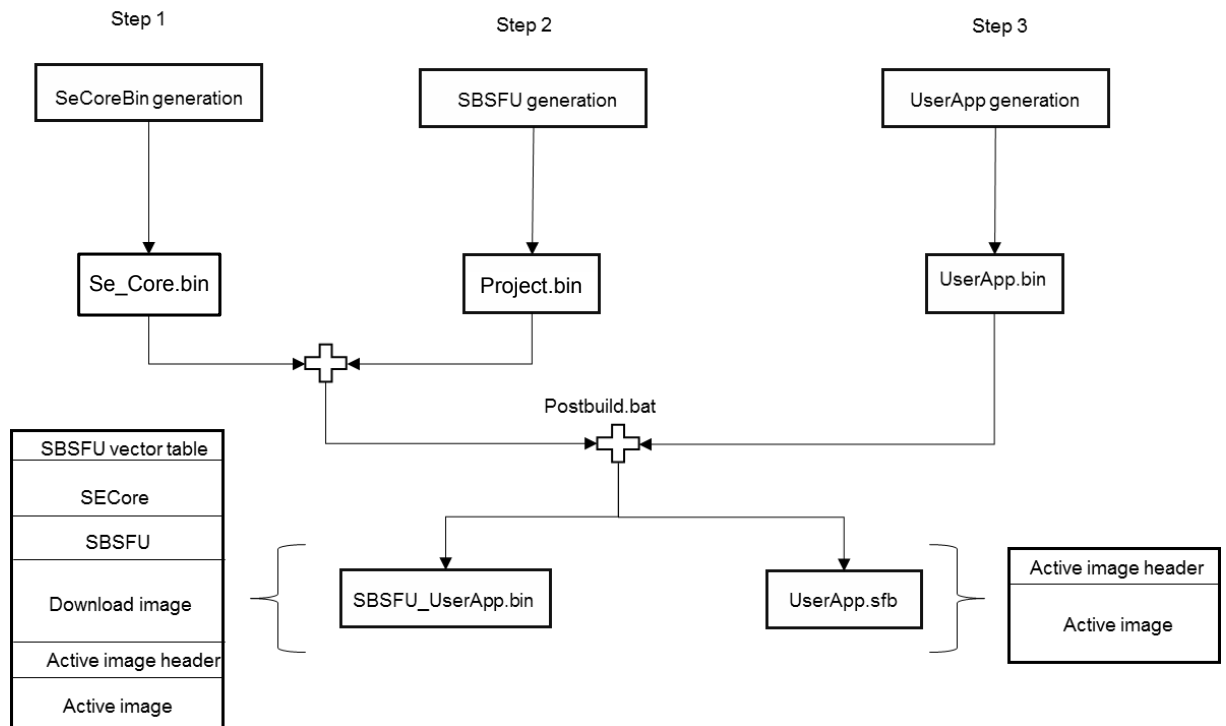 Step 1
Step 2
Step 3
SeCoreBin generation
SBSFU generation
UserApp generation
Se_Core.bin
Project.bin
UserApp.bin
Postbuild.bat
SBSFU vector table
SECore
SBSFU
Download image
Active image header
Active image
SBSFU_UserApp.bin
UserApp.sfb
Active image header
Active image